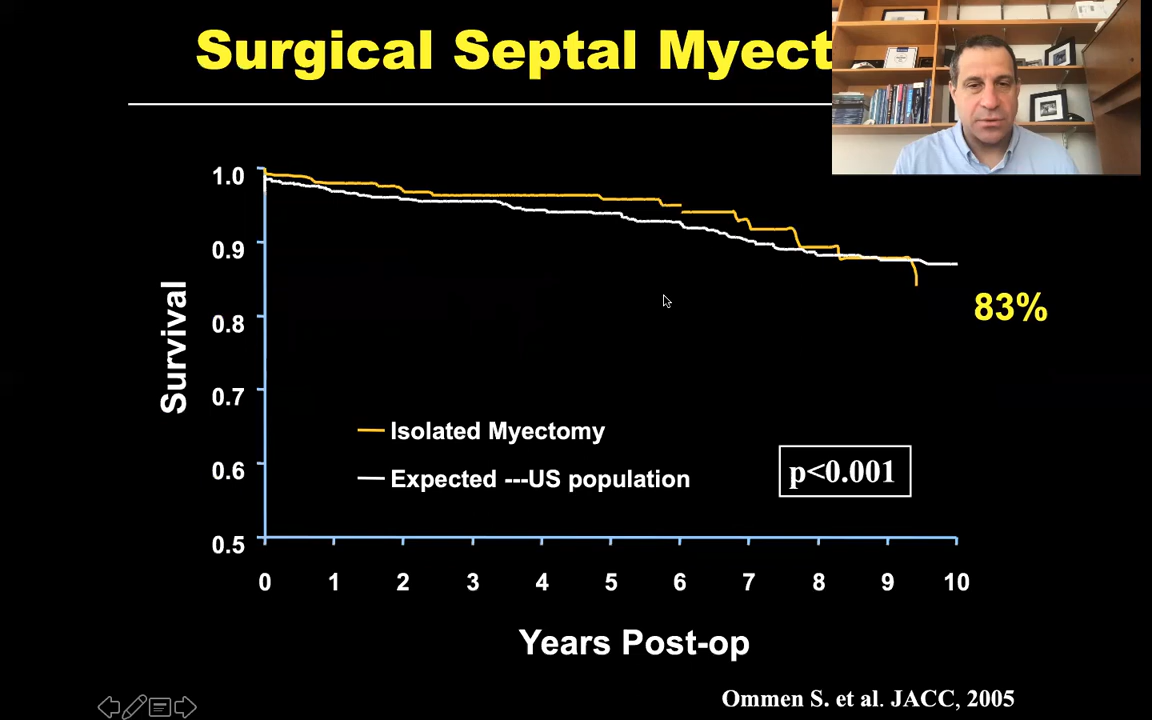 Surgical Septal Myect
1.0
0.9
0.8
0.7
0.6
0.5
Survival
83%
Isolated Myectomy
Expected ---US population
p<0.001
0 1 2 3 4 5 6 7 8 9 10
Years Post-op
Ommen S. et al. JACC, 2005